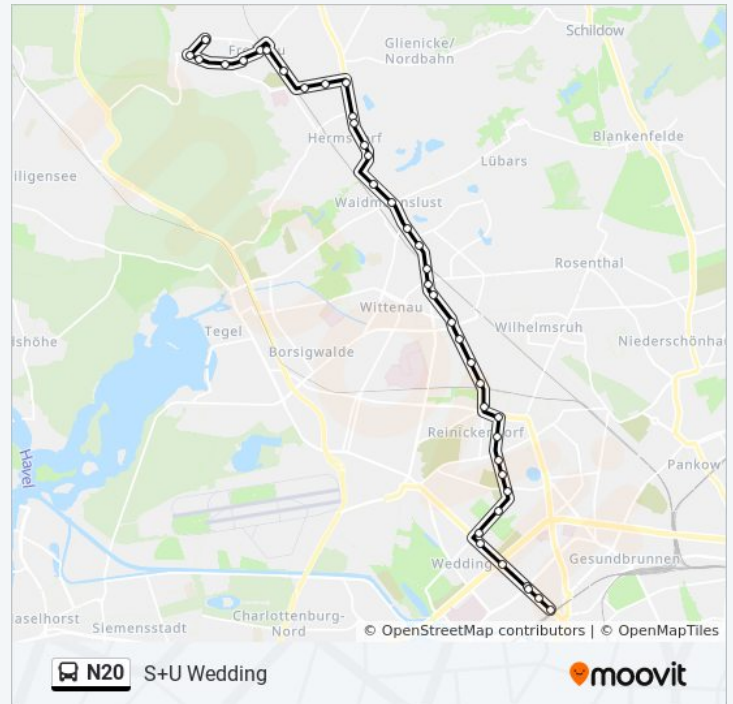 Schildow
Glienicke/
Nordbahn
Blankenfelde
Hermsdorf
Lübars
iligensee
Waidmannslust
Rosenthal
Wittenau
Wilhelmsruh
Tegel
lshöhe
Niederschönhau
Borsigwalde
Reinickendorf
Havel
Pankow
Wedding
Gesundbrunnen
aselhorst
Siemensstadt
Charlottenburg-
Nord
© OpenStreetMap contributors | © OpenMapTiles
N20 S+U Wedding
moovit